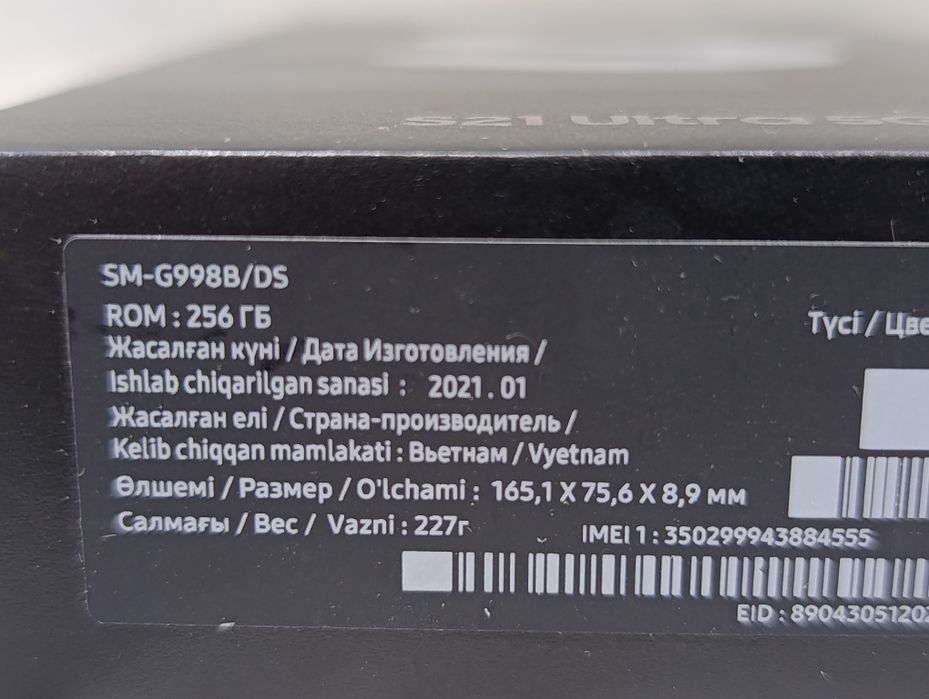 S21 Ultra 5G
SM-G998B/DS
ROM : 256 ГБ
Түсі / Цве
Жасалған күні / Дата Изготовления /
Ishlab chiqarilgan sanasi : 2021 . 01
Жасалған елі / Страна-производитель /
Kelib chiqqan mamlakati : Вьетнам / Vyetnam
Өлшемі / Размер / O'lchami : 165,1 X 75,6 X 8,9 мм
Салмағы / Вес / Vazni : 227г
IMEI 1 : 350299943884555
EID : 8904305120